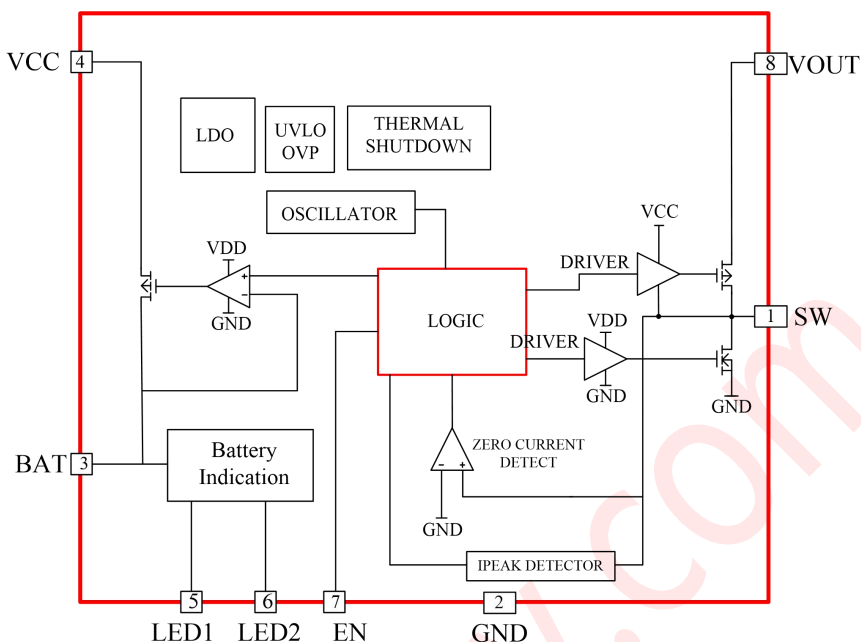 VCC 4
8 VOUT
LDO
UVLO
OVP
THERMAL
SHUTDOWN
OSCILLATOR
VCC
VDD
DRIVER
+
−
GND
LOGIC
1 SW
DRIVER
VDD
GND
GND
BAT 3
Battery
Indication
ZERO CURRENT
DETECT
− +
GND
IPEAK DETECTOR
5 6 7 2
LED1 LED2 EN GND